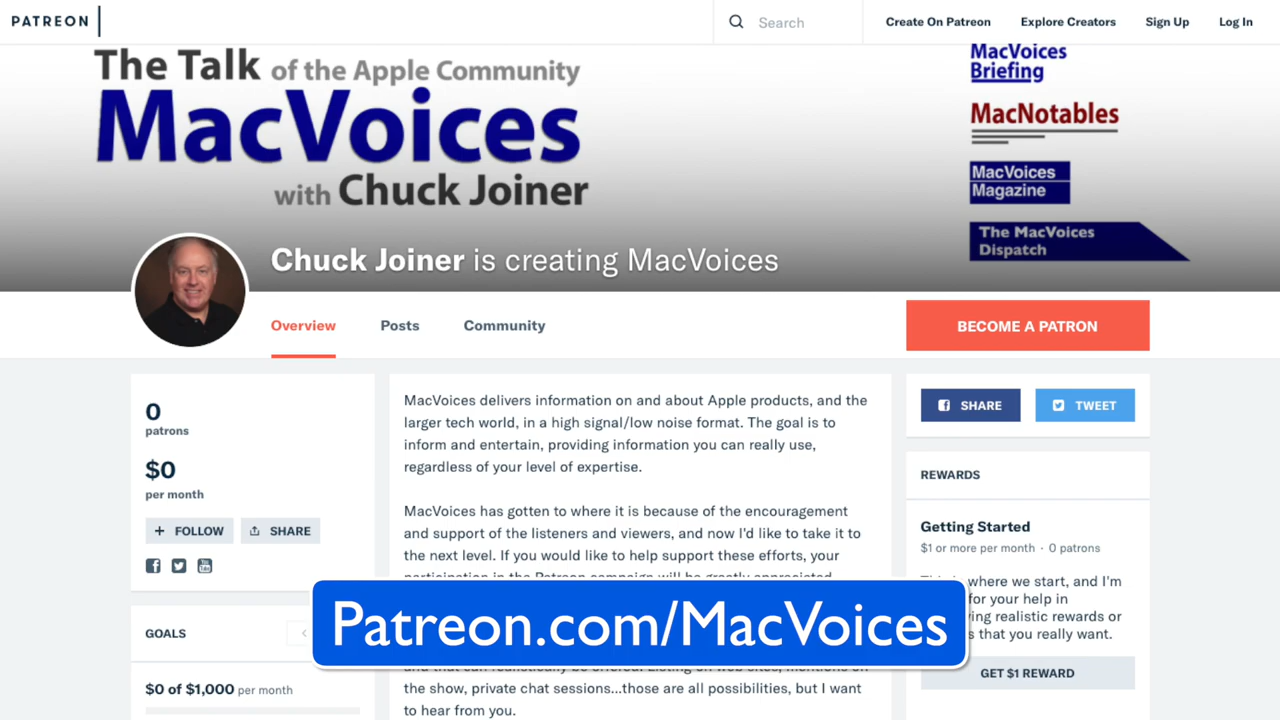 PATREON
Search
Create On Patreon
Explore Creators
Sign Up
Log In
The Talk of the Apple Community
MacVoices
with Chuck Joiner
MacVoices
Briefing
MacNotables
MacVoices
Magazine
The MacVoices
Dispatch
Chuck Joiner is creating MacVoices
Overview
Posts
Community
BECOME A PATRON
0
patrons
$0
per month
+ FOLLOW
SHARE
GOALS
$0 of $1,000 per month
MacVoices delivers information on and about Apple products, and the
larger tech world, in a high signal/low noise format. The goal is to
inform and entertain, providing information you can really use,
regardless of your level of expertise.
MacVoices has gotten to where it is because of the encouragement
and support of the listeners and viewers, and now I'd like to take it to
the next level. If you would like to help support these efforts, your
participation in the Patreon campaign will be greatly appreciated
Patreon.com/MacVoices
the show, private chat sessions...those are all possibilities, but I want
to hear from you.
SHARE
TWEET
REWARDS
Getting Started
$1 or more per month · 0 patrons
where we start, and I'm
for your help in
realistic rewards or
that you really want.
GET $1 REWARD